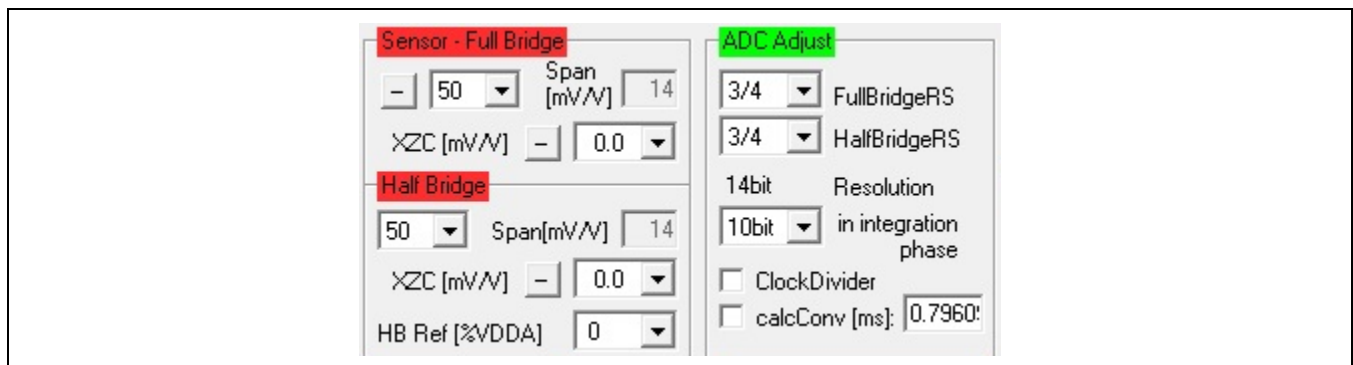 Sensor - Full Bridge
– 50 Span [mV/V] 14
XZC [mV/V] – 0.0
Half Bridge
50 Span[mV/V] 14
XZC [mV/V] – 0.0
HB Ref [%VDDA] 0
ADC Adjust
3/4 FullBridgeRS
3/4 HalfBridgeRS
14bit Resolution
10bit in integration
phase
ClockDivider
calcConv [ms]: 0.7960